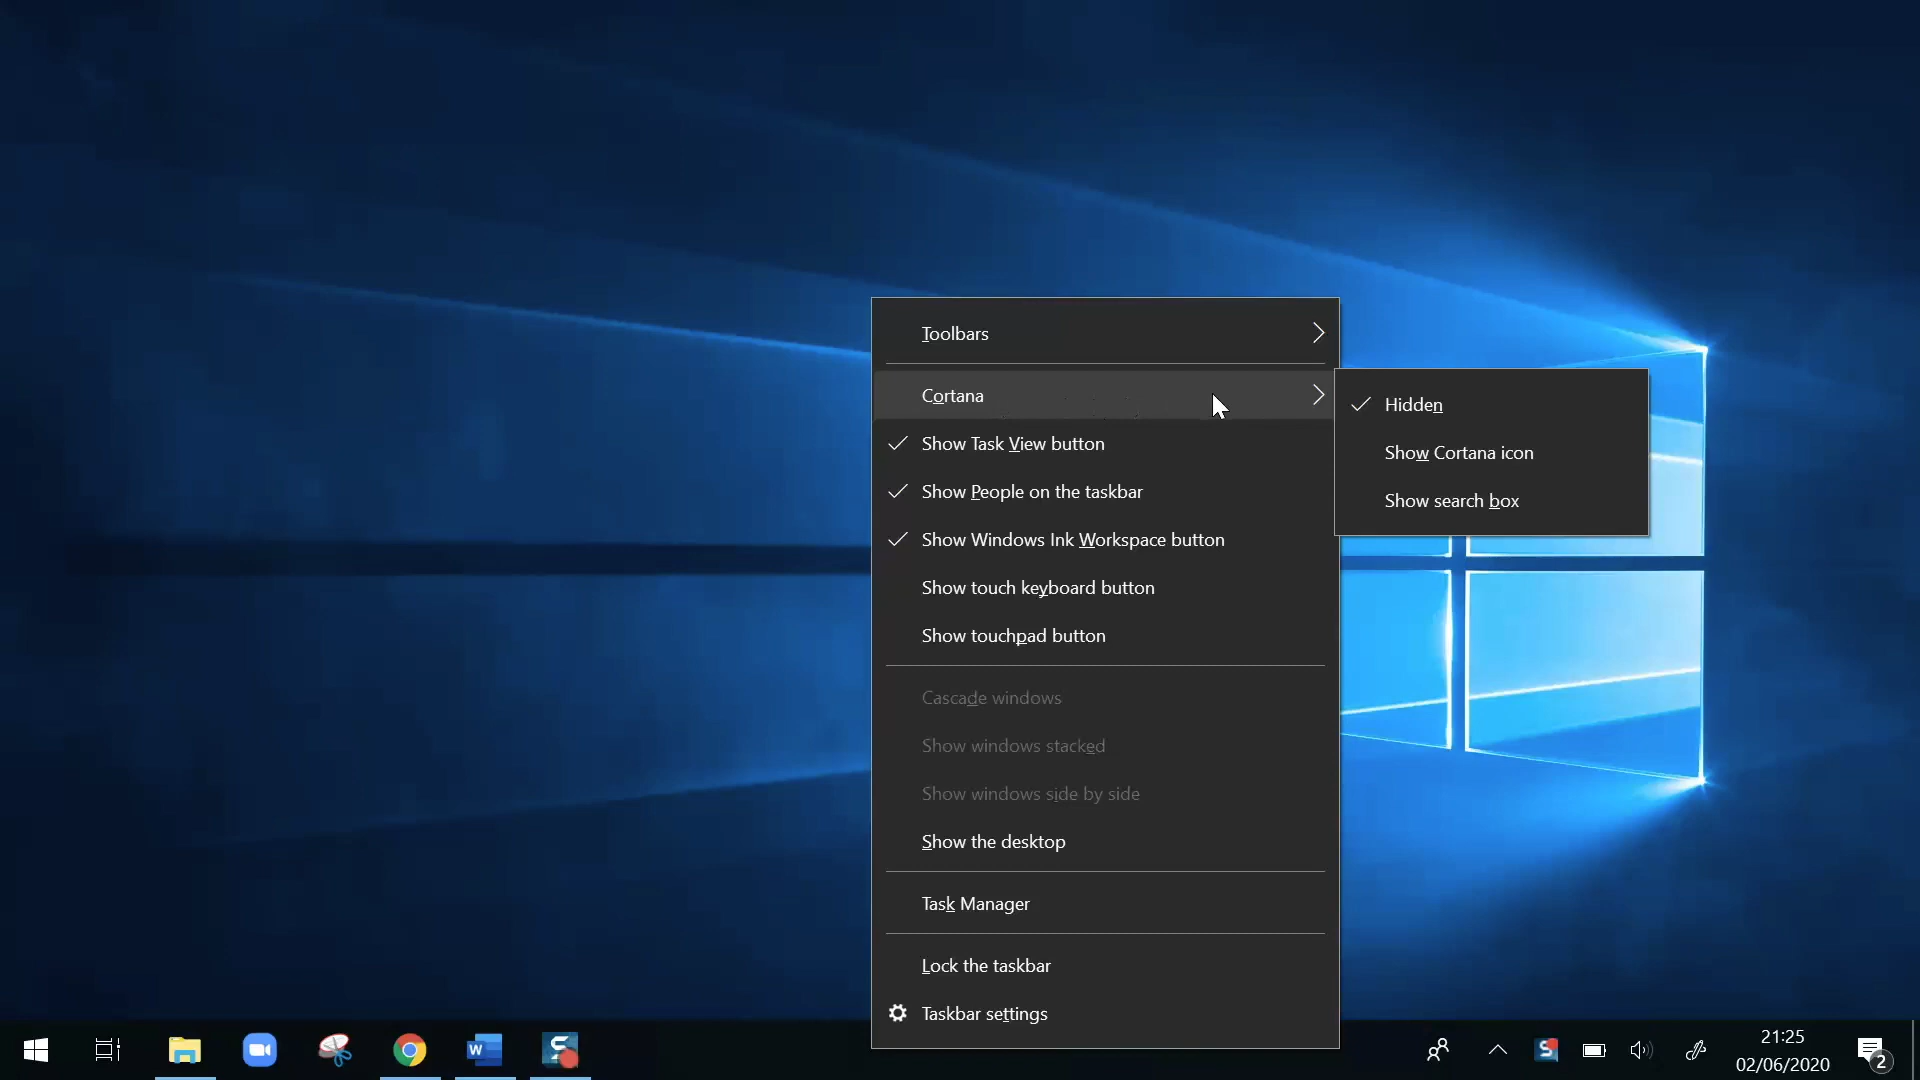 Toolbars
Cortana
Hidden
Show Cortana icon
Show search box
Show Task View button
Show People on the taskbar
Show Windows Ink Workspace button
Show touch keyboard button
Show touchpad button
Cascade windows
Show windows stacked
Show windows side by side
Show the desktop
Task Manager
Lock the taskbar
Taskbar settings
W
S
S
21:25
02/06/2020
2